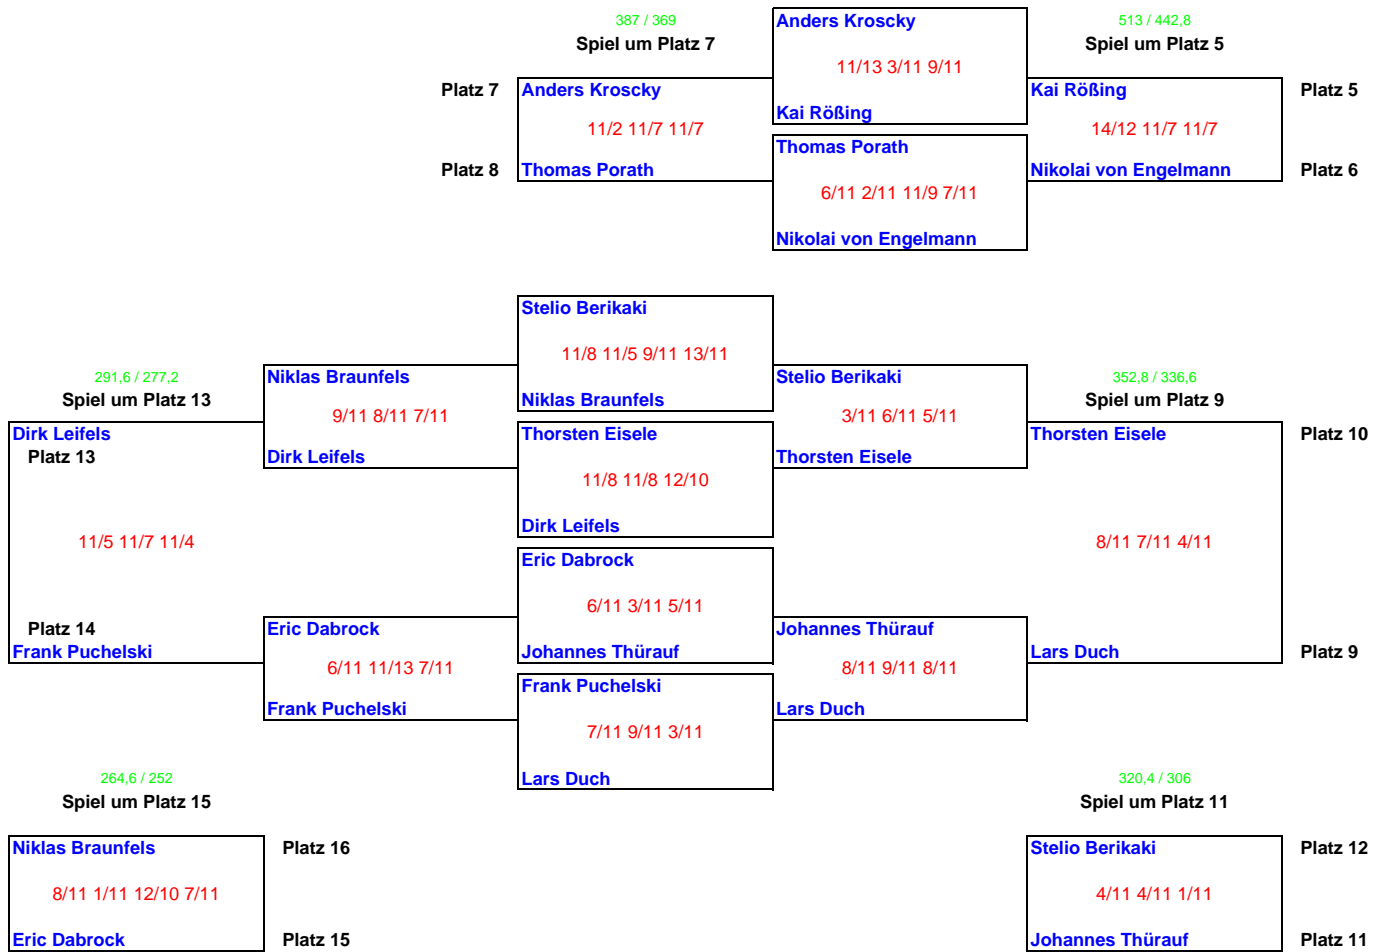 387 / 369
Anders Kroscky
513 / 442,8
Spiel um Platz 7
Spiel um Platz 5
11/13 3/11 9/11
Platz 7
Anders Kroscky
Kai Rößing
Platz 5
Kai Rößing
11/2 11/7 11/7
14/12 11/7 11/7
Thomas Porath
Platz 8
Thomas Porath
Nikolai von Engelmann
Platz 6
6/11 2/11 11/9 7/11
Nikolai von Engelmann
Stelio Berikaki
11/8 11/5 9/11 13/11
291,6 / 277,2
Niklas Braunfels
Stelio Berikaki
352,8 / 336,6
Spiel um Platz 13
Niklas Braunfels
Spiel um Platz 9
9/11 8/11 7/11
3/11 6/11 5/11
Dirk Leifels
Thorsten Eisele
Thorsten Eisele
Platz 10
Platz 13
Dirk Leifels
Thorsten Eisele
11/8 11/8 12/10
Dirk Leifels
11/5 11/7 11/4
8/11 7/11 4/11
Eric Dabrock
6/11 3/11 5/11
Platz 14
Eric Dabrock
Johannes Thürauf
Frank Puchelski
Johannes Thürauf
Lars Duch
Platz 9
6/11 11/13 7/11
8/11 9/11 8/11
Frank Puchelski
Frank Puchelski
Lars Duch
7/11 9/11 3/11
264,6 / 252
Lars Duch
320,4 / 306
Spiel um Platz 15
Spiel um Platz 11
Niklas Braunfels
Platz 16
Stelio Berikaki
Platz 12
8/11 1/11 12/10 7/11
4/11 4/11 1/11
Eric Dabrock
Platz 15
Johannes Thürauf
Platz 11